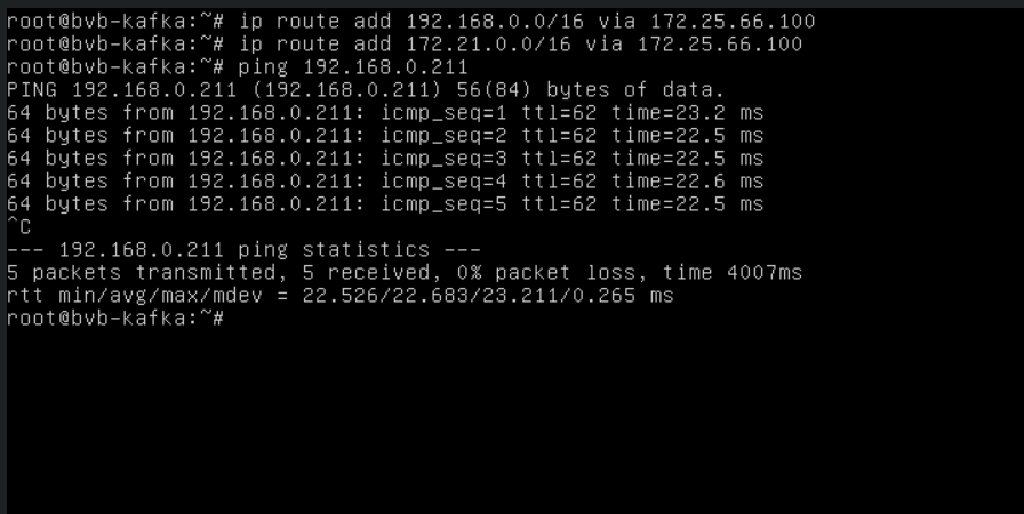 root@bvb-kafka:~# ip route add 192.168.0.0/16 via 172.25.66.100
root@bvb-kafka:~# ip route add 172.21.0.0/16 via 172.25.66.100
root@bvb-kafka:~# ping 192.168.0.211
PING 192.168.0.211 (192.168.0.211) 56(84) bytes of data.
64 bytes from 192.168.0.211: icmp_seq=1 ttl=62 time=23.2 ms
64 bytes from 192.168.0.211: icmp_seq=2 ttl=62 time=22.5 ms
64 bytes from 192.168.0.211: icmp_seq=3 ttl=62 time=22.5 ms
64 bytes from 192.168.0.211: icmp_seq=4 ttl=62 time=22.6 ms
64 bytes from 192.168.0.211: icmp_seq=5 ttl=62 time=22.5 ms
^C
--- 192.168.0.211 ping statistics ---
5 packets transmitted, 5 received, 0% packet loss, time 4007ms
rtt min/avg/max/mdev = 22.526/22.683/23.211/0.265 ms
root@bvb-kafka:~#